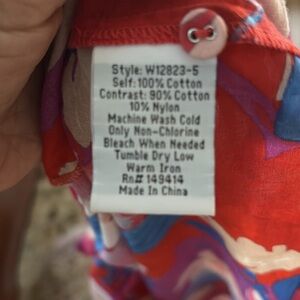 Style: W12823-5
Self: 100% Cotton
Contrast: 90% Cotton
10% Nylon
Machine Wash Cold
Only Non-Chlorine
Bleach When Needed
Tumble Dry Low
Warm Iron
Rn# 149414
Made In China